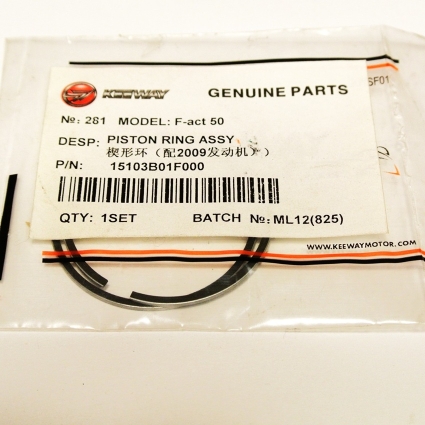 KEEWAY GENUINE PARTS
SF01
№: 281 MODEL: F-act 50
DESP: PISTON RING ASSY
楔形环（配2009发动机 ）
P/N: 15103B01F000
QTY: 1SET BATCH №: ML12(825)
WWW.KEEWAYMOTOR.COM